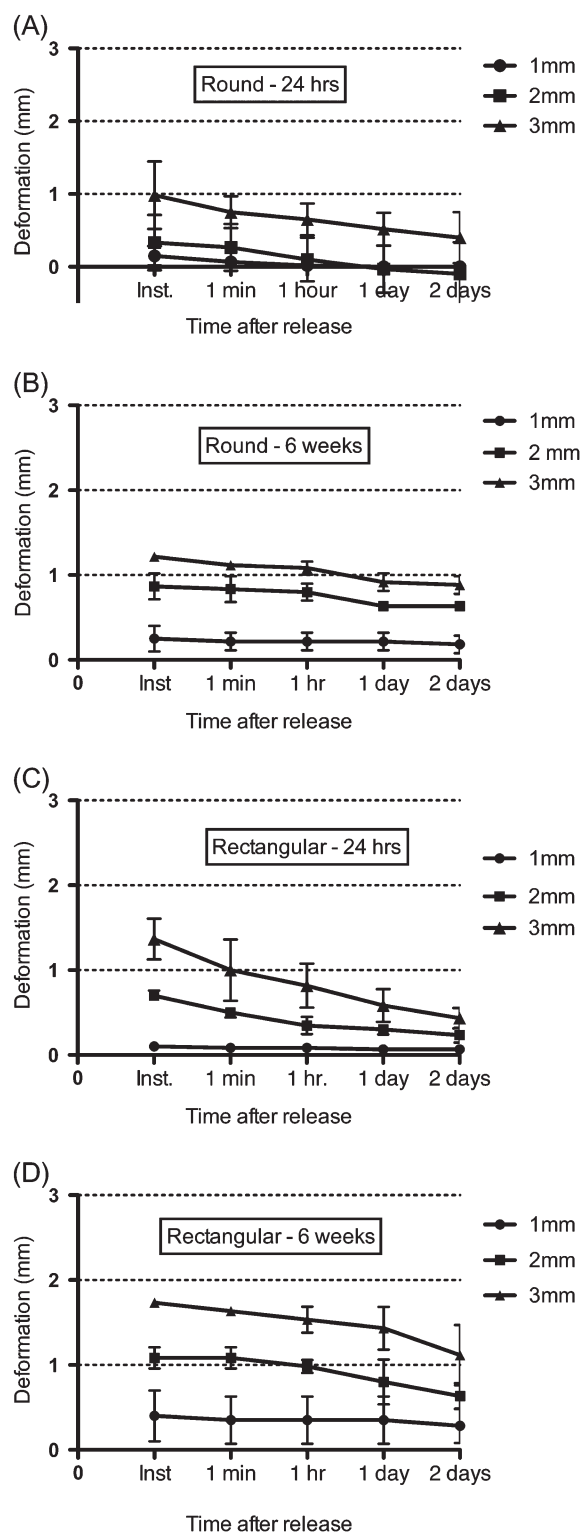 (A)
3
2
1
0
Deformation (mm)
Round - 24 hrs
1mm
2mm
3mm
Inst. 1 min 1 hour 1 day 2 days
Time after release
(B)
3
2
1
0
Deformation (mm)
Round - 6 weeks
1mm
2 mm
3mm
0 Inst 1 min 1 hr 1 day 2 days
Time after release
(C)
3
2
1
0
Deformation (mm)
Rectangular - 24 hrs
1mm
2mm
3mm
0 Inst. 1 min 1 hr. 1 day 2 days
Time after release
(D)
3
2
1
0
Deformation (mm)
Rectangular - 6 weeks
1mm
2mm
3mm
0 Inst 1 min 1 hr 1 day 2 days
Time after release